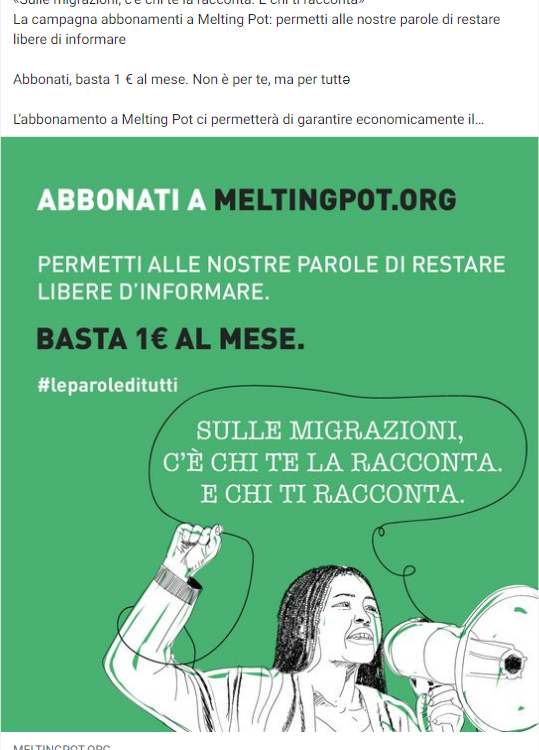 «Sulle migrazioni, c'è chi te la racconta. E chi ti racconta»
La campagna abbonamenti a Melting Pot: permetti alle nostre parole di restare
libere di informare
Abbonati, basta 1 € al mese. Non è per te, ma per tuttə
L'abbonamento a Melting Pot ci permetterà di garantire economicamente il...
ABBONATI A MELTINGPOT.ORG
PERMETTI ALLE NOSTRE PAROLE DI RESTARE
LIBERE D'INFORMARE.
BASTA 1€ AL MESE.
#leparoleditutti
SULLE MIGRAZIONI,
C'È CHI TE LA RACCONTA.
E CHI TI RACCONTA.
MELTINGPOT.ORG